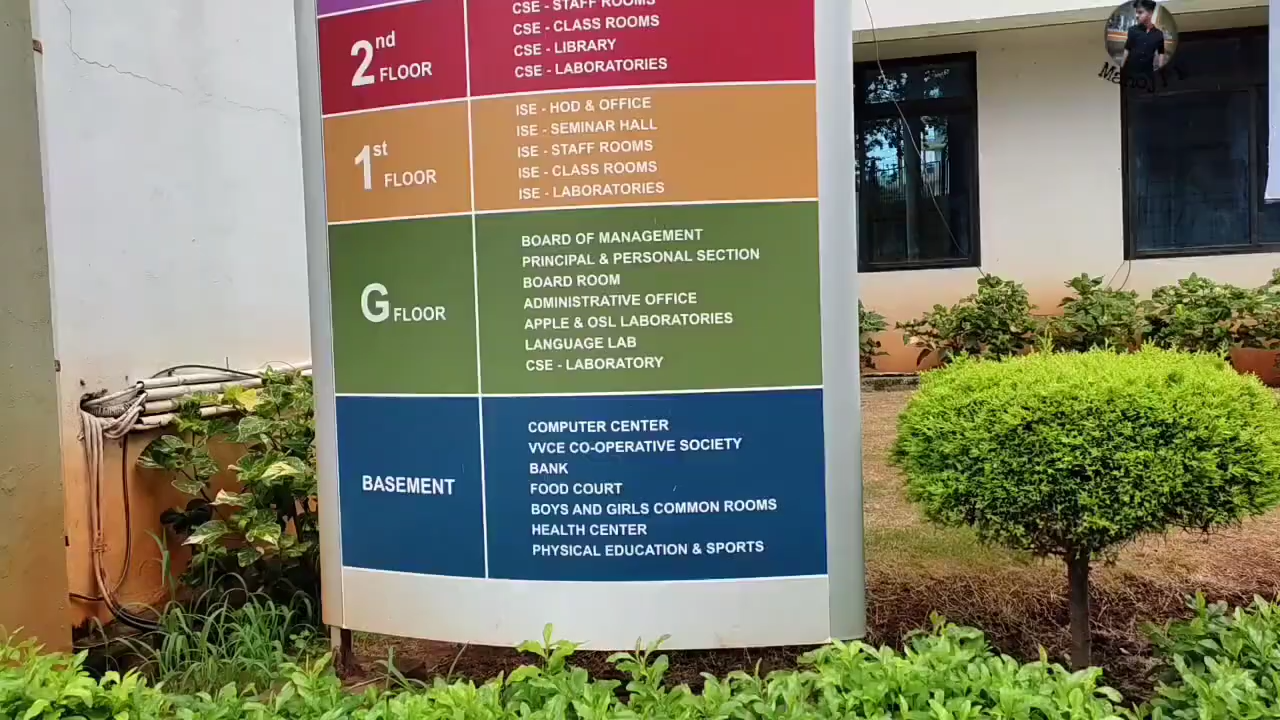 CSE - STAFF ROOMS
2nd FLOOR
CSE - CLASS ROOMS
CSE - LIBRARY
CSE - LABORATORIES
1st FLOOR
ISE - HOD & OFFICE
ISE - SEMINAR HALL
ISE - STAFF ROOMS
ISE - CLASS ROOMS
ISE - LABORATORIES
G FLOOR
BOARD OF MANAGEMENT
PRINCIPAL & PERSONAL SECTION
BOARD ROOM
ADMINISTRATIVE OFFICE
APPLE & OSL LABORATORIES
LANGUAGE LAB
CSE - LABORATORY
BASEMENT
COMPUTER CENTER
VVCE CO-OPERATIVE SOCIETY
BANK
FOOD COURT
BOYS AND GIRLS COMMON ROOMS
HEALTH CENTER
PHYSICAL EDUCATION & SPORTS